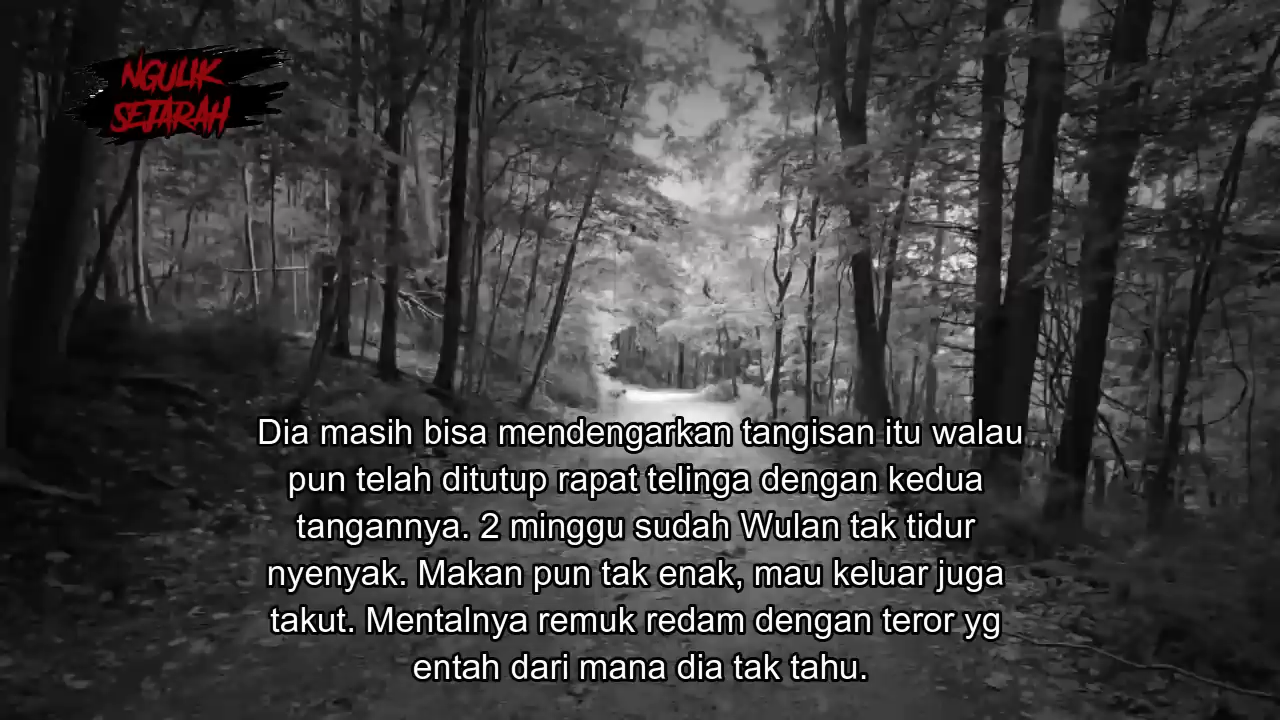 NGULIK
SEJARAH
Dia masih bisa mendengarkan tangisan itu walau
pun telah ditutup rapat telinga dengan kedua
tangannya. 2 minggu sudah Wulan tak tidur
nyenyak. Makan pun tak enak, mau keluar juga
takut. Mentalnya remuk redam dengan teror yg
entah dari mana dia tak tahu.